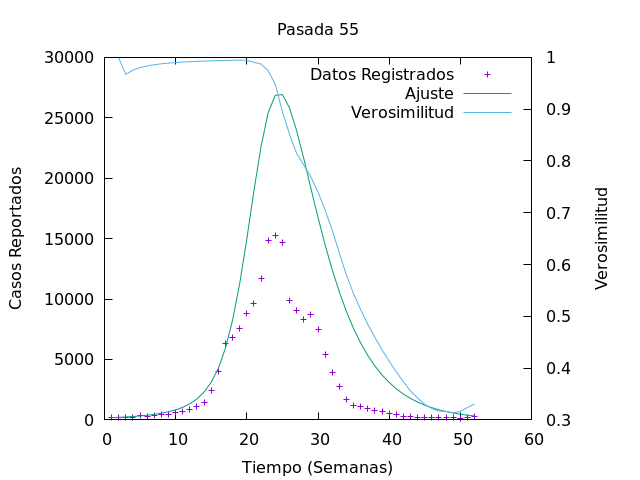 Pasada 55
Datos Registrados
Ajuste
Verosimilitud
30000
25000
20000
15000
10000
5000
0
1
0.9
0.8
0.7
0.6
0.5
0.4
0.3
0 10 20 30 40 50 60
Casos Reportados
Verosimilitud
Tiempo (Semanas)